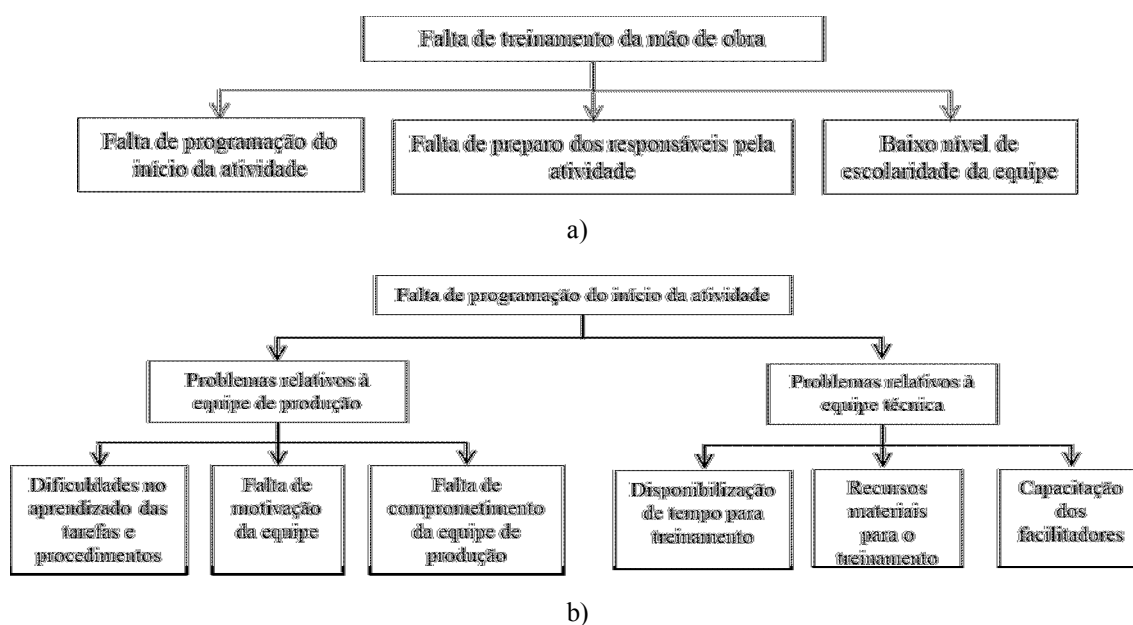 Falta de treinamento da mão de obra
Falta de programação do
início da atividade
Falta de preparo dos responsáveis pela
atividade
Baixo nível de
escolaridade da equipe
a)
Falta de programação do início da atividade
Problemas relativos à
equipe de produção
Problemas relativos à
equipe técnica
Dificuldades no
aprendizado das
tarefas e
procedimentos
Falta de
motivação
da equipe
Falta de
comprometimento
da equipe de
produção
Disponibilização
de tempo para
treinamento
Recursos
materiais
para o
treinamento
Capacitação
dos
facilitadores
b)